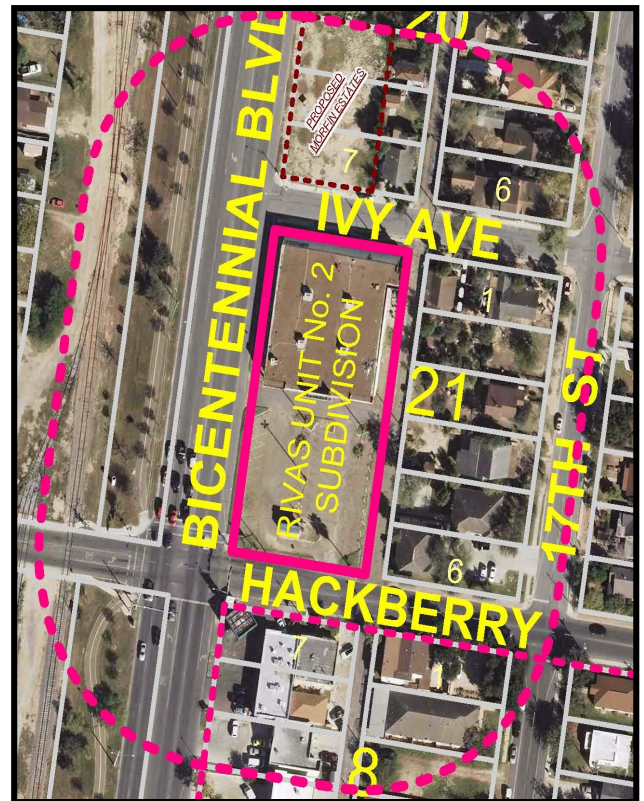 20
BICENTENNIAL BLVD
PROPOSED
MORFIN ESTATES
7
6
IVY AVE
1
RIVAS UNIT No. 2
SUBDIVISION
21
17TH ST
6
HACKBERRY
7
1
8